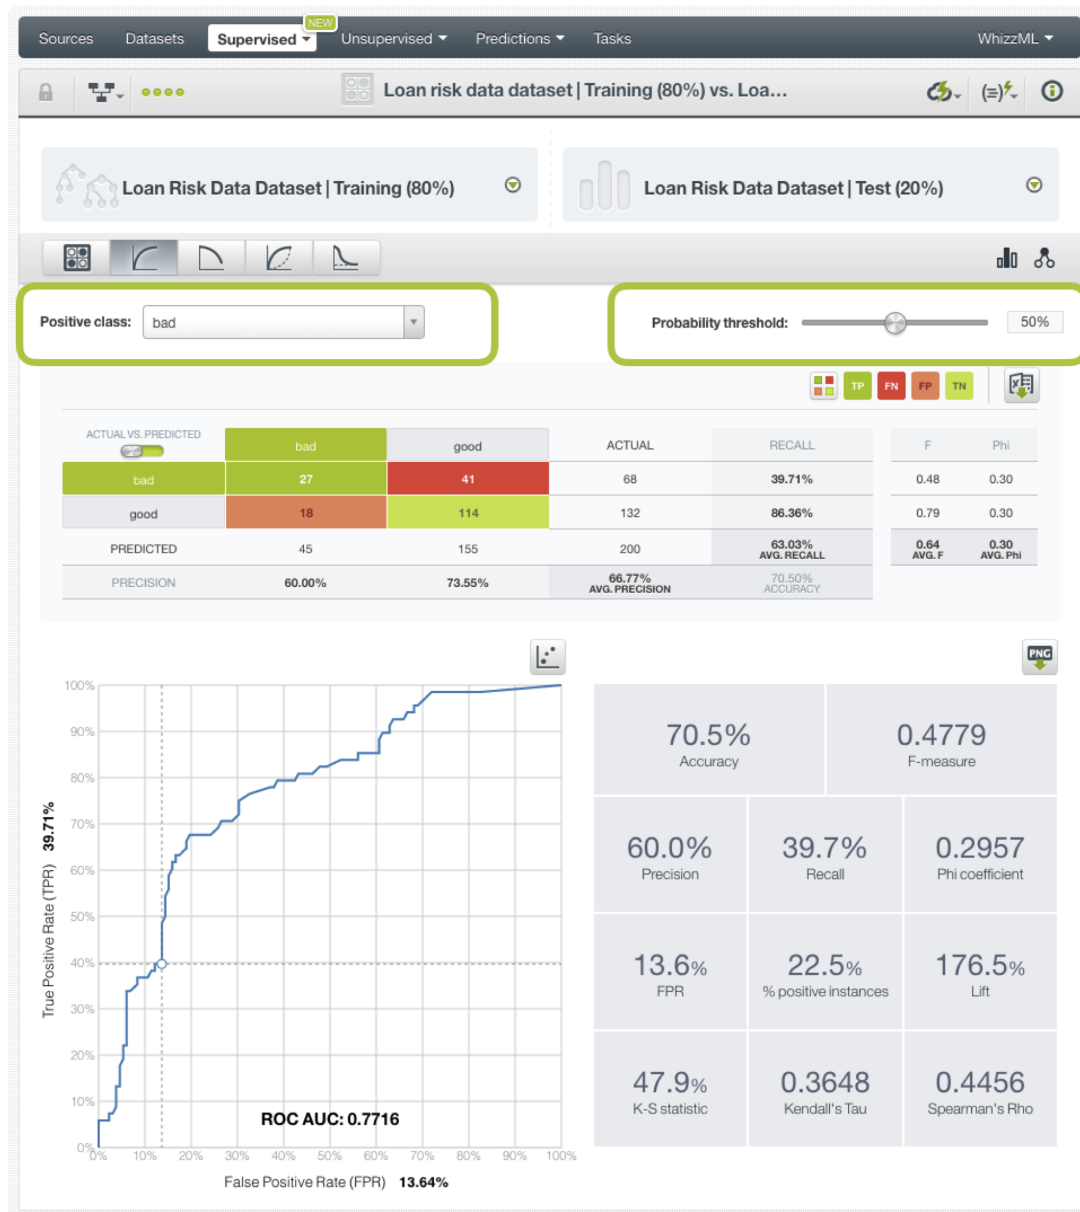 NEW
Sources Datasets Supervised Unsupervised Predictions Tasks WhizzML
Loan risk data dataset | Training (80%) vs. Loa...
Loan Risk Data Dataset | Training (80%) Loan Risk Data Dataset | Test (20%)
Positive class: bad Probability threshold: 50%
TP FN FP TN
ACTUAL VS. PREDICTED bad good ACTUAL RECALL F Phi
bad 27 41 68 39.71% 0.48 0.30
good 18 114 132 86.36% 0.79 0.30
PREDICTED 45 155 200 63.03% AVG. RECALL 0.64 AVG. F 0.30 AVG. Phi
PRECISION 60.00% 73.55% 66.77% AVG. PRECISION 70.50% ACCURACY
PNG
100%
90%
80%
70%
60%
50%
40%
30%
20%
10%
0%
True Positive Rate (TPR) 39.71%
ROC AUC: 0.7716
0% 10% 20% 30% 40% 50% 60% 70% 80% 90% 100%
False Positive Rate (FPR) 13.64%
70.5% 0.4779
Accuracy F-measure
60.0% 39.7% 0.2957
Precision Recall Phi coefficient
13.6% 22.5% 176.5%
FPR % positive instances Lift
47.9% 0.3648 0.4456
K-S statistic Kendall's Tau Spearman's Rho